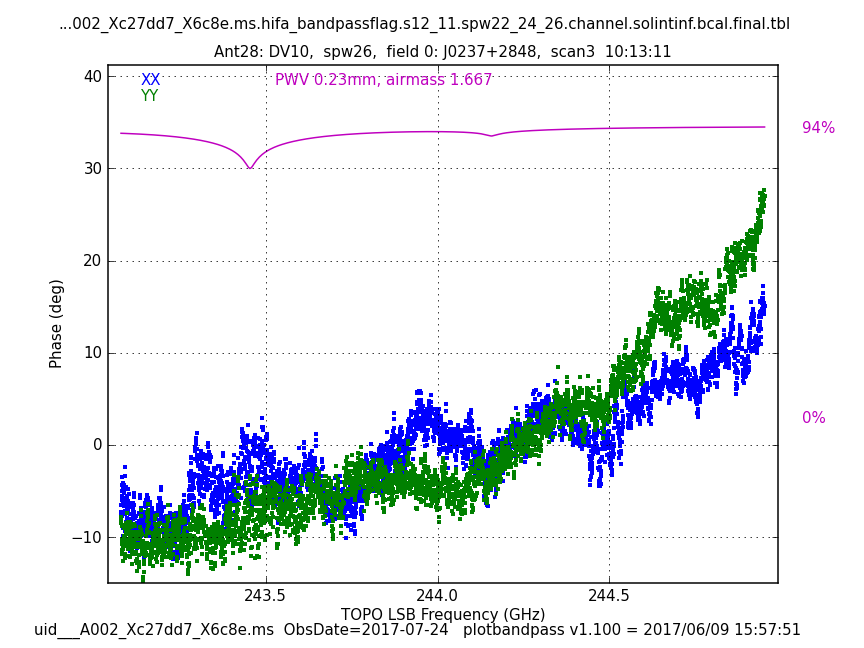 ...002_Xc27dd7_X6c8e.ms.hifa_bandpassflag.s12_11.spw22_24_26.channel.solintinf.bcal.final.tbl
Ant28: DV10, spw26, field 0: J0237+2848, scan3 10:13:11
XX
YY
PWV 0.23mm, airmass 1.667
94%
0%
40
30
20
10
0
−10
Phase (deg)
243.5 244.0 244.5
TOPO LSB Frequency (GHz)
uid___A002_Xc27dd7_X6c8e.ms ObsDate=2017-07-24 plotbandpass v1.100 = 2017/06/09 15:57:51